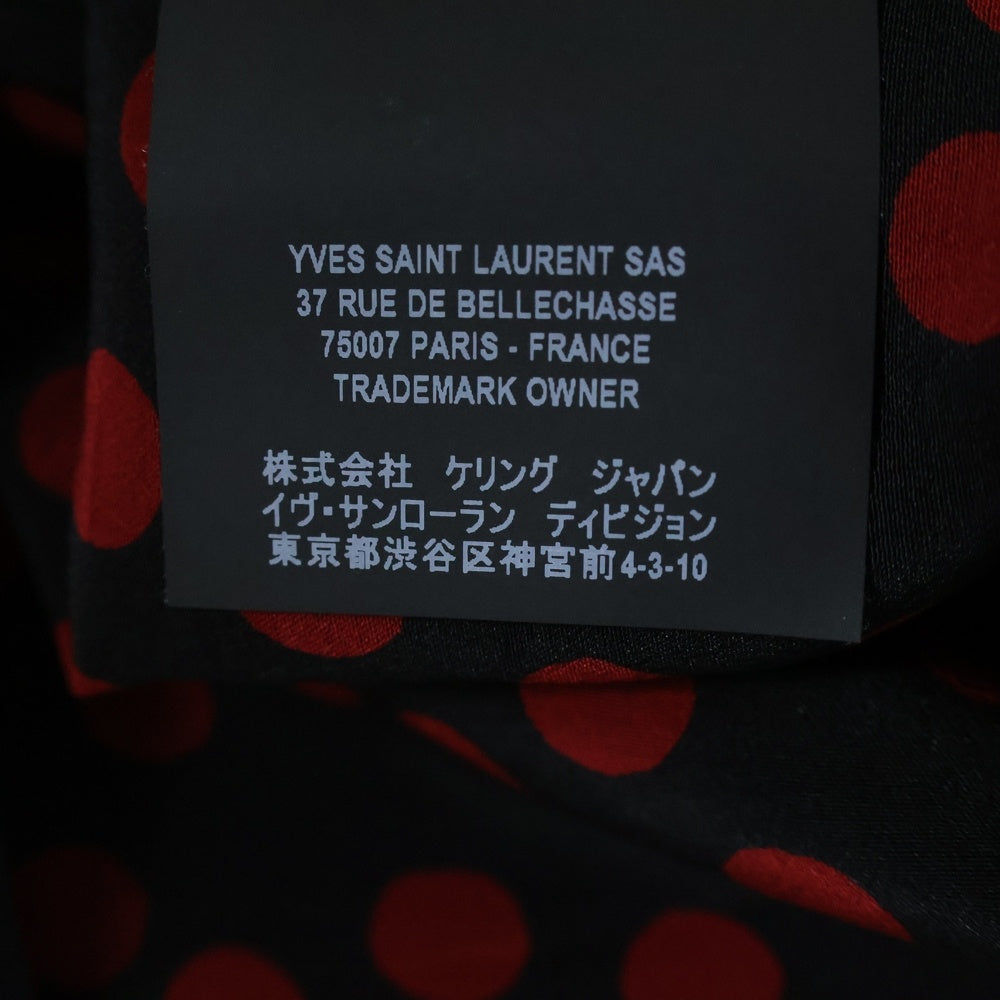 YVES SAINT LAURENT SAS
37 RUE DE BELLECHASSE
75007 PARIS - FRANCE
TRADEMARK OWNER
株式会社 ケリング ジャパン
イヴ・サンローラン ディビジョン
東京都渋谷区神宮前4-3-10